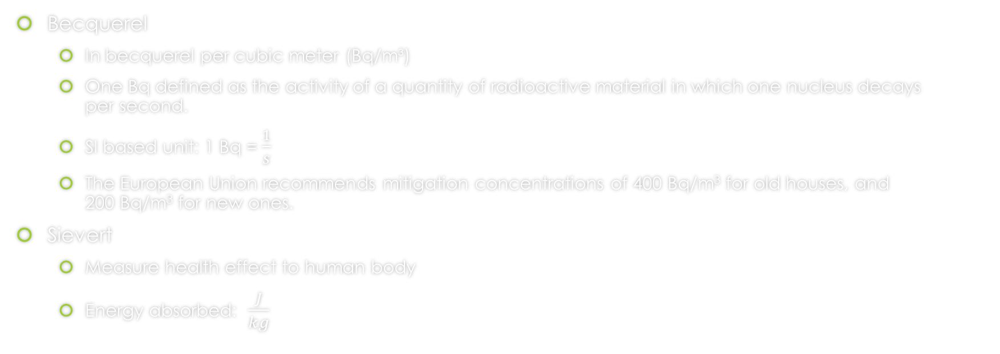 Becquerel
In becquerel per cubic meter (Bq/m³)
One Bq defined as the activity of a quantity of radioactive material in which one nucleus decays
per second.
SI based unit: 1 Bq = 1/s
The European Union recommends mitigation concentrations of 400 Bq/m³ for old houses, and
200 Bq/m³ for new ones.
Sievert
Measure health effect to human body
Energy absorbed: J/kg